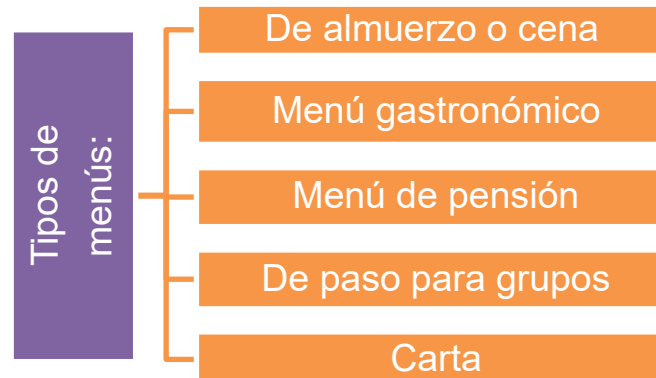 Tipos de
menús:
De almuerzo o cena
Menú gastronómico
Menú de pensión
De paso para grupos
Carta